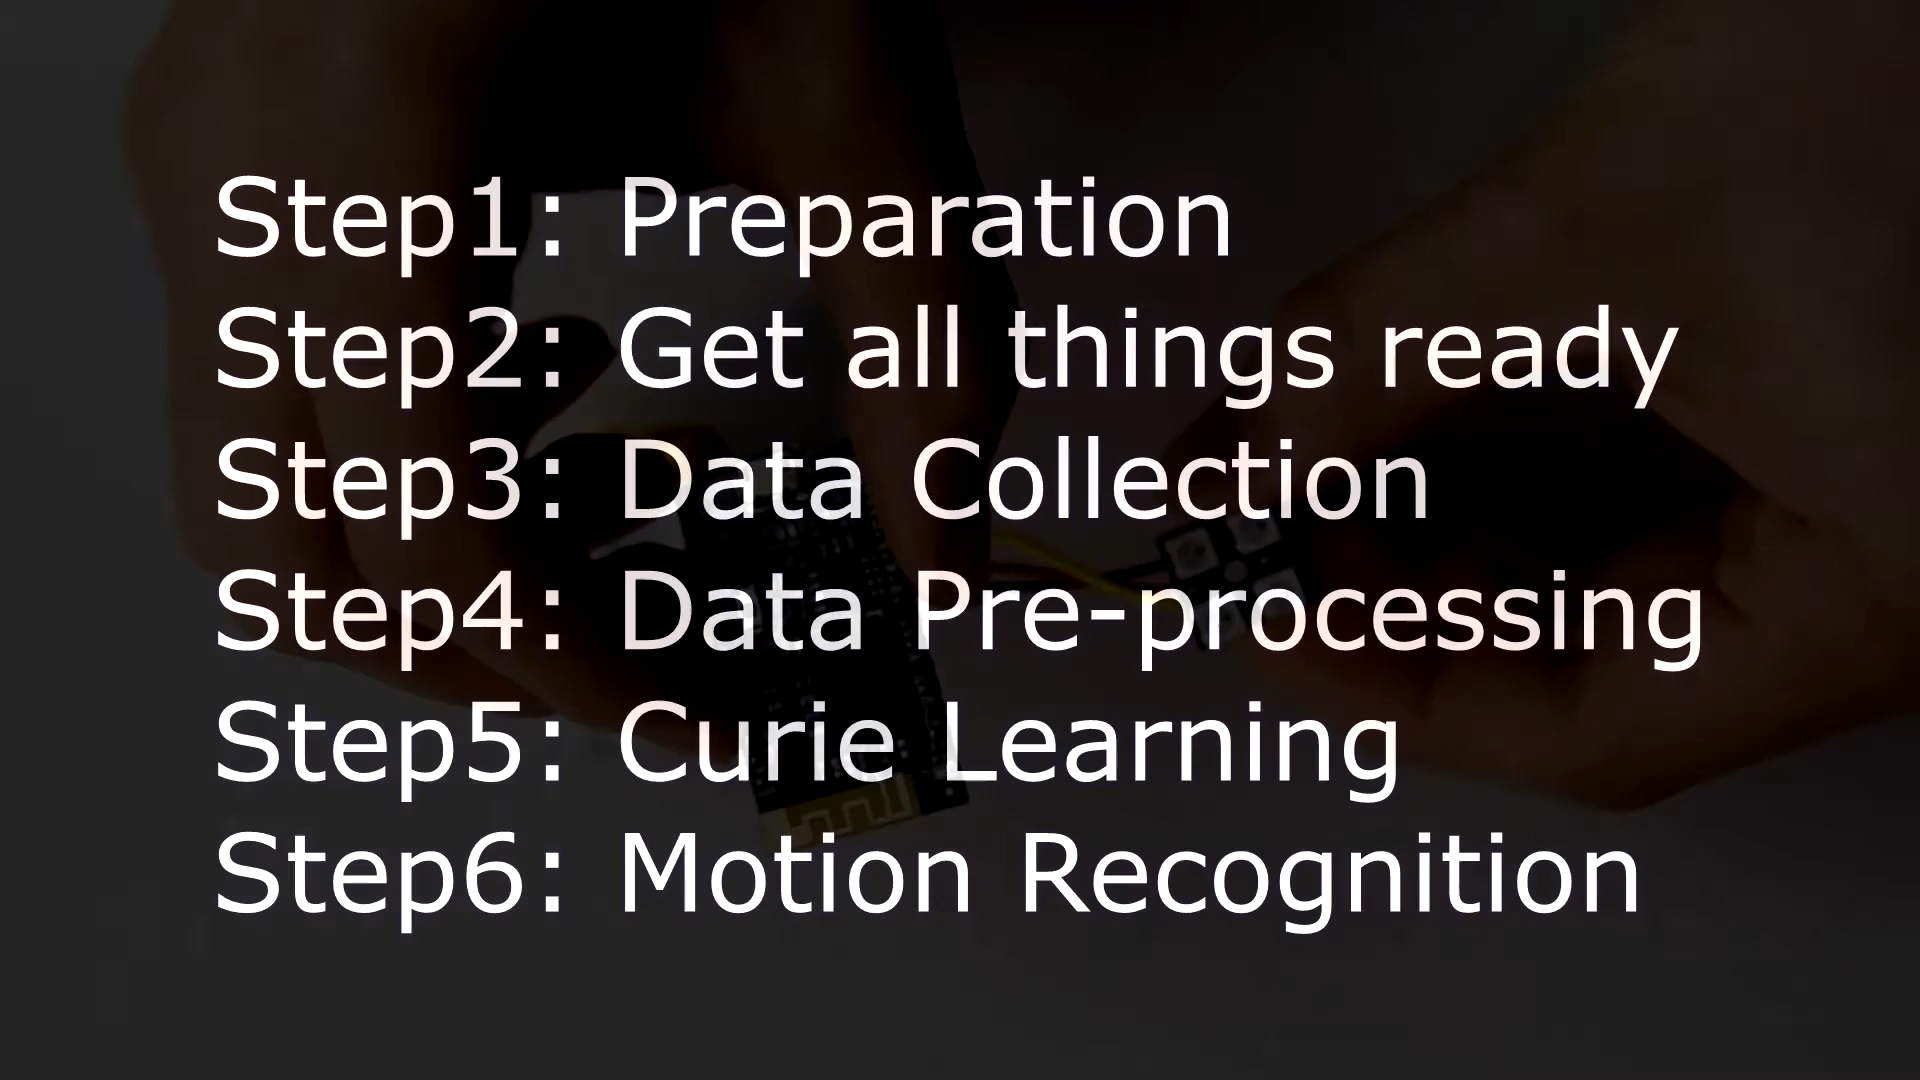 Step1: Preparation
Step2: Get all things ready
Step3: Data Collection
Step4: Data Pre-processing
Step5: Curie Learning
Step6: Motion Recognition